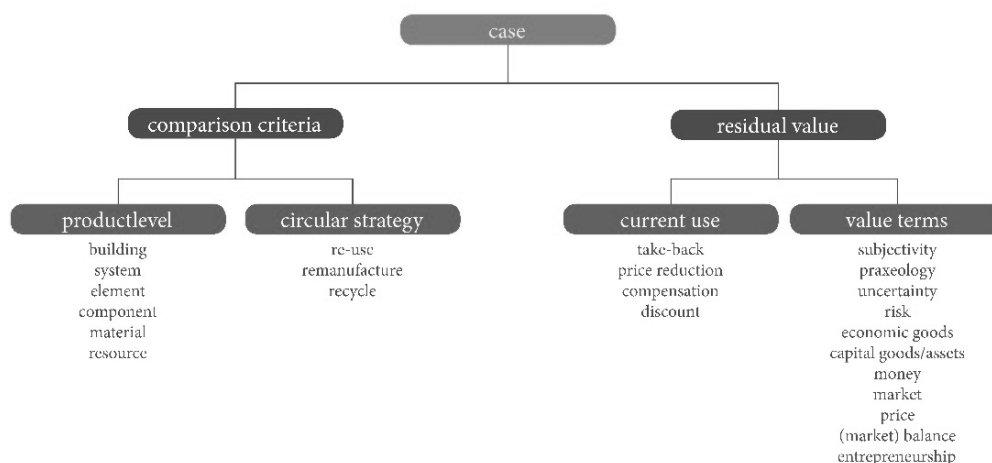 case
comparison criteria
residual value
productlevel
circular strategy
current use
value terms
building
system
element
component
material
resource
re-use
remanufacture
recycle
take-back
price reduction
compensation
discount
subjectivity
praxeology
uncertainty
risk
economic goods
capital goods/assets
money
market
price
(market) balance
entrepreneurship